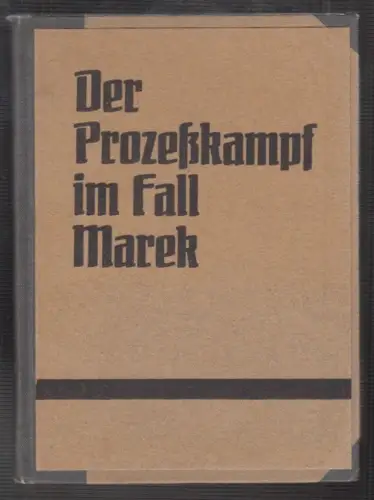 Der
Prozeßkampf
im Fall
Marek